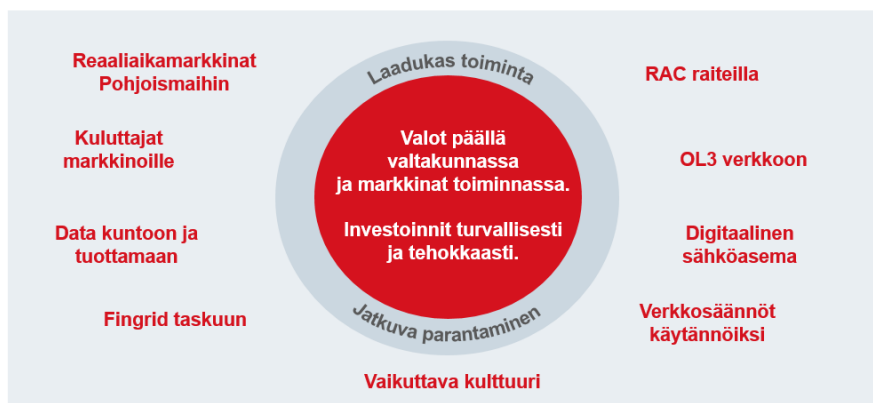 Reaaliaikamarkkinat
Pohjoismaihin
Kuluttajat
markkinoille
Data kuntoon ja
tuottamaan
Fingrid taskuun
Laadukas toiminta
Valot päällä
valtakunnassa
ja markkinat toiminnassa.
Investoinnit turvallisesti
ja tehokkaasti.
Jatkuva parantaminen
Vaikuttava kulttuuri
RAC raiteilla
OL3 verkkoon
Digitaalinen
sähköasema
Verkkosäännöt
käytännöiksi